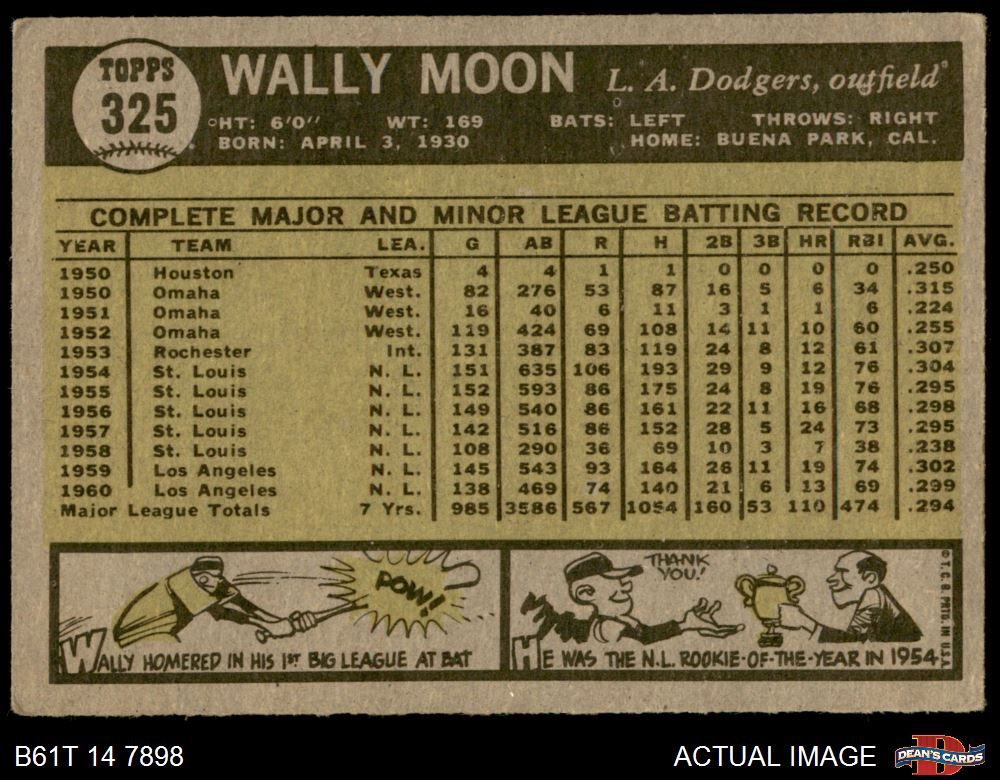 TOPPS
325
WALLY MOON L. A. Dodgers, outfield
HT: 6'0'' WT: 169 BATS: LEFT THROWS: RIGHT
BORN: APRIL 3, 1930 HOME: BUENA PARK, CAL.
COMPLETE MAJOR AND MINOR LEAGUE BATTING RECORD
YEAR TEAM LEA. G AB R H 2B 3B HR RBI AVG.
1950 Houston Texas 4 4 1 1 0 0 0 0 .250
1950 Omaha West. 82 276 53 87 16 5 6 34 .315
1951 Omaha West. 16 40 6 11 3 1 1 6 .224
1952 Omaha West. 119 424 69 108 14 11 10 60 .255
1953 Rochester Int. 131 387 83 119 24 8 12 61 .307
1954 St. Louis N. L. 151 635 106 193 29 9 12 76 .304
1955 St. Louis N. L. 152 593 86 175 24 8 19 76 .295
1956 St. Louis N. L. 149 540 86 161 22 11 16 68 .298
1957 St. Louis N. L. 142 516 86 152 28 5 24 73 .295
1958 St. Louis N. L. 108 290 36 69 10 3 7 38 .238
1959 Los Angeles N. L. 145 543 93 164 26 11 19 74 .302
1960 Los Angeles N. L. 138 469 74 140 21 6 13 69 .299
Major League Totals 7 Yrs. 985 3586 567 1054 160 53 110 474 .294
POW!
WALLY HOMERED IN HIS 1ST BIG LEAGUE AT BAT
THANK
YOU!
HE WAS THE N.L. ROOKIE-OF-THE-YEAR IN 1954
© T. C. G. PRTD. IN U.S.A.
B61T 14 7898
ACTUAL IMAGE
DEAN'S CARDS